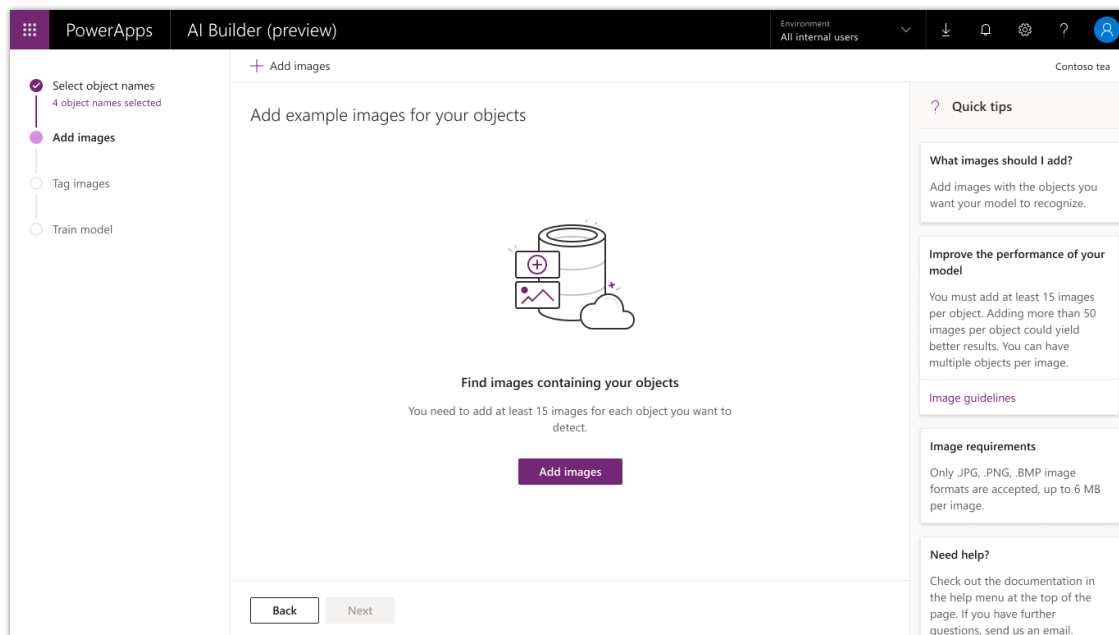 PowerApps
AI Builder (preview)
Environment
All internal users
?
Select object names
4 object names selected
Add images
Tag images
Train model
+ Add images
Contoso tea
Add example images for your objects
Find images containing your objects
You need to add at least 15 images for each object you want to
detect.
Add images
Back
Next
? Quick tips
What images should I add?
Add images with the objects you
want your model to recognize.
Improve the performance of your
model
You must add at least 15 images
per object. Adding more than 50
images per object could yield
better results. You can have
multiple objects per image.
Image guidelines
Image requirements
Only .JPG, .PNG, .BMP image
formats are accepted, up to 6 MB
per image.
Need help?
Check out the documentation in
the help menu at the top of the
page. If you have further
questions, send us an email.